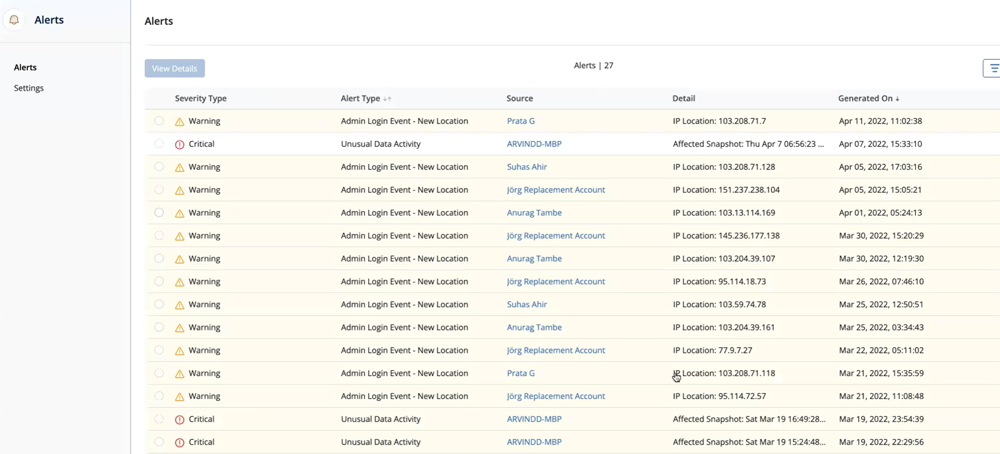 Alerts
Alerts
Settings
Alerts
View Details
Alerts | 27
Severity Type Alert Type Source Detail Generated On
Warning Admin Login Event - New Location Prata G IP Location: 103.208.71.7 Apr 11, 2022, 11:02:38
Critical Unusual Data Activity ARVINDD-MBP Affected Snapshot: Thu Apr 7 06:56:23 ... Apr 07, 2022, 15:33:10
Warning Admin Login Event - New Location Suhas Ahir IP Location: 103.208.71.128 Apr 05, 2022, 17:03:16
Warning Admin Login Event - New Location Jörg Replacement Account IP Location: 151.237.238.104 Apr 05, 2022, 15:05:21
Warning Admin Login Event - New Location Anurag Tambe IP Location: 103.13.114.169 Apr 01, 2022, 05:24:13
Warning Admin Login Event - New Location Jörg Replacement Account IP Location: 145.236.177.138 Mar 30, 2022, 15:20:29
Warning Admin Login Event - New Location Anurag Tambe IP Location: 103.204.39.107 Mar 30, 2022, 12:19:30
Warning Admin Login Event - New Location Jörg Replacement Account IP Location: 95.114.18.73 Mar 26, 2022, 07:46:10
Warning Admin Login Event - New Location Suhas Ahir IP Location: 103.59.74.78 Mar 25, 2022, 12:50:51
Warning Admin Login Event - New Location Anurag Tambe IP Location: 103.204.39.161 Mar 25, 2022, 03:34:43
Warning Admin Login Event - New Location Jörg Replacement Account IP Location: 77.9.7.27 Mar 22, 2022, 05:11:02
Warning Admin Login Event - New Location Prata G IP Location: 103.208.71.118 Mar 21, 2022, 15:35:59
Warning Admin Login Event - New Location Jörg Replacement Account IP Location: 95.114.72.57 Mar 21, 2022, 11:08:48
Critical Unusual Data Activity ARVINDD-MBP Affected Snapshot: Sat Mar 19 16:49:28... Mar 19, 2022, 23:54:39
Critical Unusual Data Activity ARVINDD-MBP Affected Snapshot: Sat Mar 19 15:24:48... Mar 19, 2022, 22:29:56